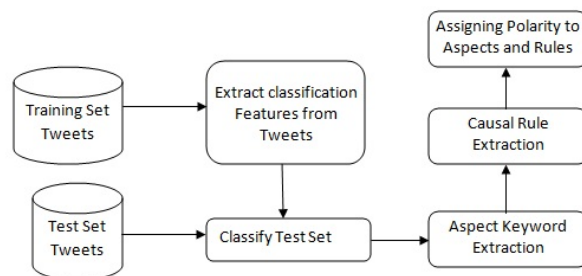 Training Set
Tweets
Extract classification
Features from
Tweets
Test Set
Tweets
Classify Test Set
Aspect Keyword
Extraction
Causal Rule
Extraction
Assigning Polarity to
Aspects and Rules